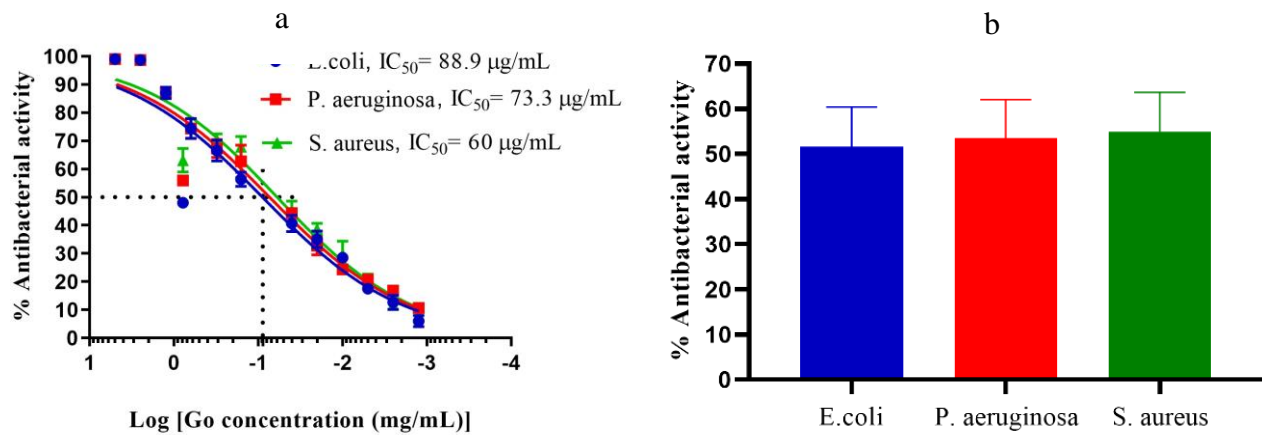 a
100
90
80
70
60
50
40
30
20
10
0
% Antibacterial activity
E.coli, IC50= 88.9 μg/mL
P. aeruginosa, IC50= 73.3 μg/mL
S. aureus, IC50= 60 μg/mL
1 0 -1 -2 -3 -4
Log [Go concentration (mg/mL)]
b
70
60
50
40
30
20
10
0
% Antibacterial activity
E.coli P. aeruginosa S. aureus